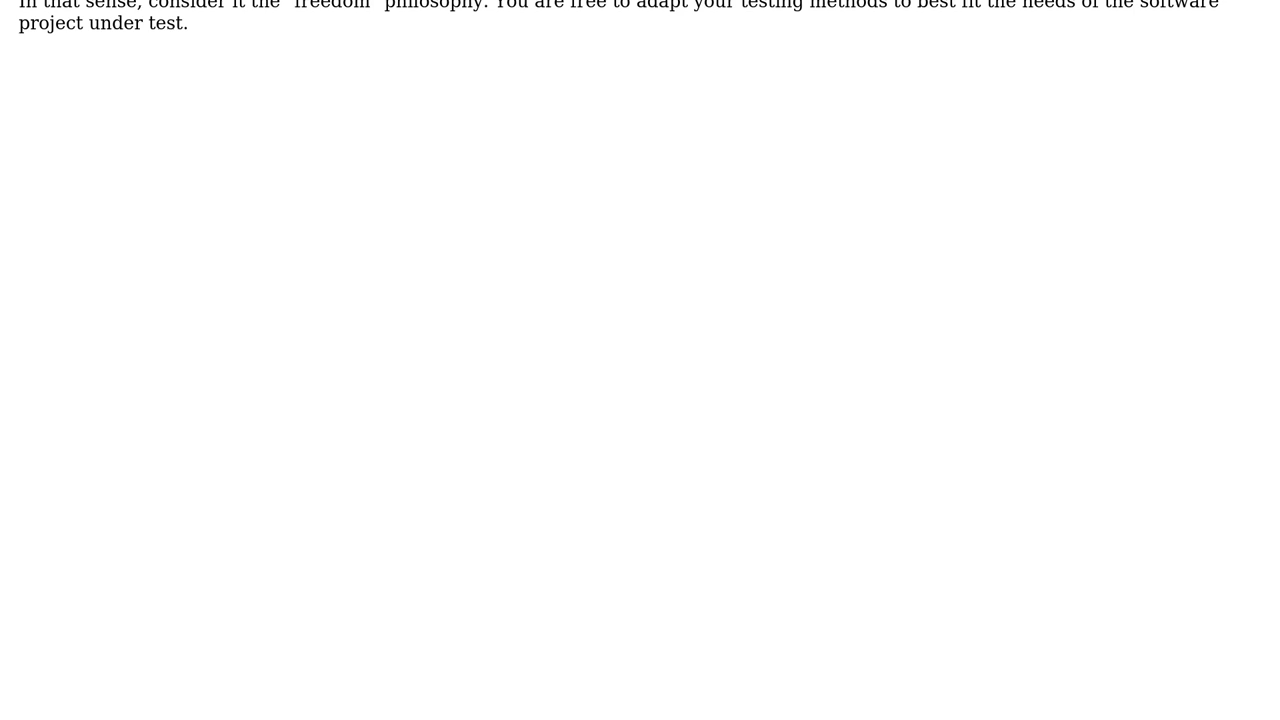 In that sense, consider it the "freedom" philosophy. You are free to adapt your testing methods to best fit the needs of the software
project under test.